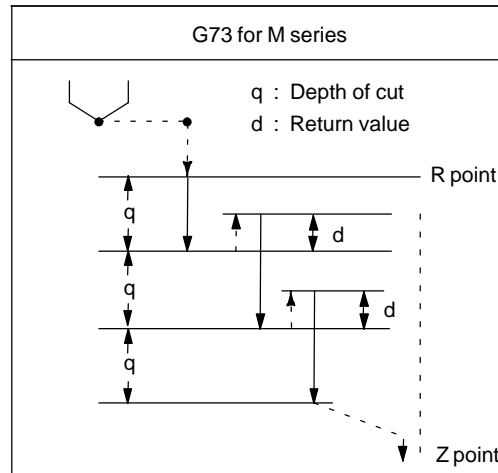 G73 for M series
q : Depth of cut
d : Return value
R point
q
d
q
d
q
Z point